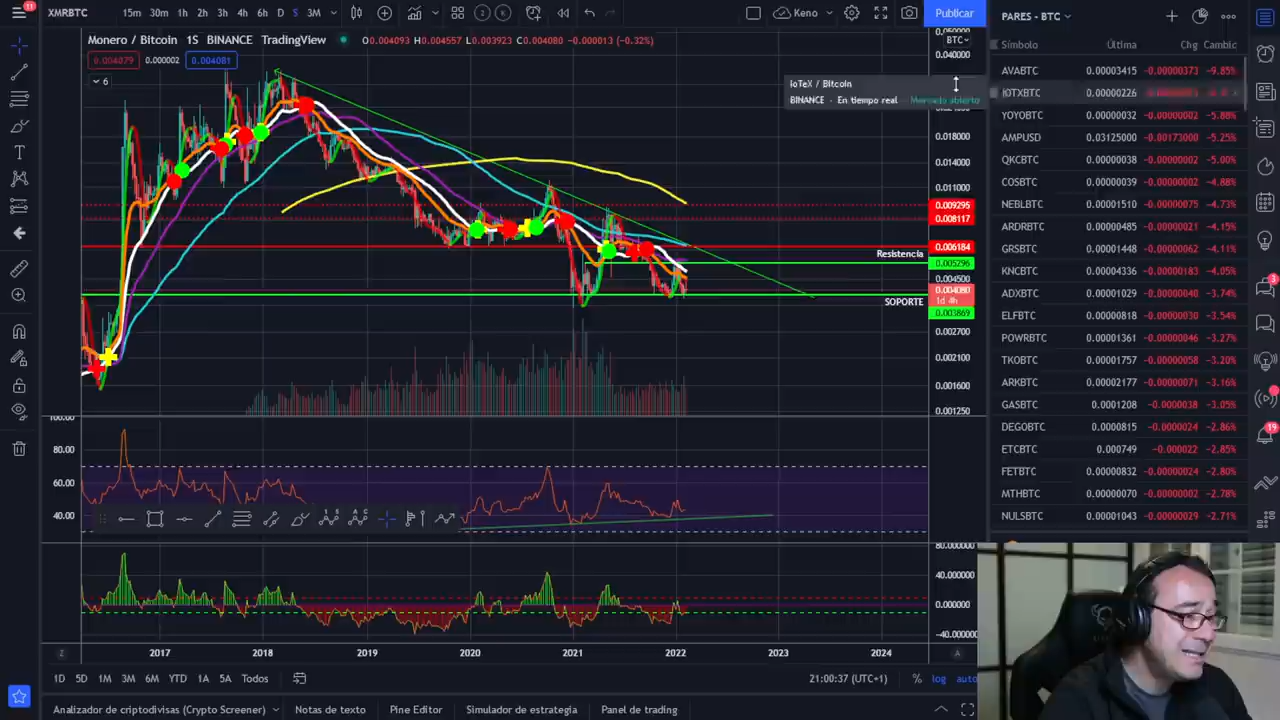 11
XMRBTC 15m 30m 1h 2h 3h 4h 6h D S 3M Keno Publicar
Monero / Bitcoin 1S BINANCE TradingView O0.004093 H0.004557 L0.003923 C0.004080 −0.000013 (−0.32%)
0.004079 0.000002 0.004081
6
BTC
0.040000
0.018000
0.014000
0.011000
0.009295
0.008117
0.006184
Resistencia
0.005296
0.004500
0.004080
1d 4h
SOPORTE
0.003869
0.002700
0.002100
0.001600
0.001250
IoTeX / Bitcoin
BINANCE · En tiempo real Mercado abierto
100.00
80.00
60.00
40.00
80.000000
40.000000
0.000000
−40.00000
Z 2017 2018 2019 2020 2021 2022 2023 2024 A
1D 5D 1M 3M 6M YTD 1A 5A Todos 21:00:37 (UTC+1) % log auto
Analizador de criptodivisas (Crypto Screener) Notas de texto Pine Editor Simulador de estrategia Panel de trading
PARES - BTC
Símbolo Última Chg Cambic
AVABTC 0.00003415 −0.00000373 −9.85%
IOTXBTC 0.00000226
YOYOBTC 0.00000032 −0.00000002 −5.88%
AMPUSD 0.03125000 −0.00173000 −5.25%
QKCBTC 0.00000038 −0.00000002 −5.00%
COSBTC 0.00000039 −0.00000002 −4.88%
NEBLBTC 0.00001510 −0.00000075 −4.73%
ARDRBTC 0.00000485 −0.00000021 −4.15%
GRSBTC 0.00001448 −0.00000062 −4.11%
KNCBTC 0.00004336 −0.00000183 −4.05%
ADXBTC 0.00001029 −0.00000040 −3.74%
ELFBTC 0.00000818 −0.00000030 −3.54%
POWRBTC 0.00001361 −0.00000046 −3.27%
TKOBTC 0.00001757 −0.00000058 −3.20%
ARKBTC 0.00002177 −0.00000071 −3.16%
GASBTC 0.0001208 −0.0000038 −3.05%
DEGOBTC 0.0000815 −0.0000024 −2.86%
ETCBTC 0.000749 −0.000022 −2.85%
FETBTC 0.00000832 −0.00000024 −2.80%
MTHBTC 0.00000070 −0.00000002 −2.78%
NULSBTC 0.00001043 −0.00000029 −2.71%
3
19